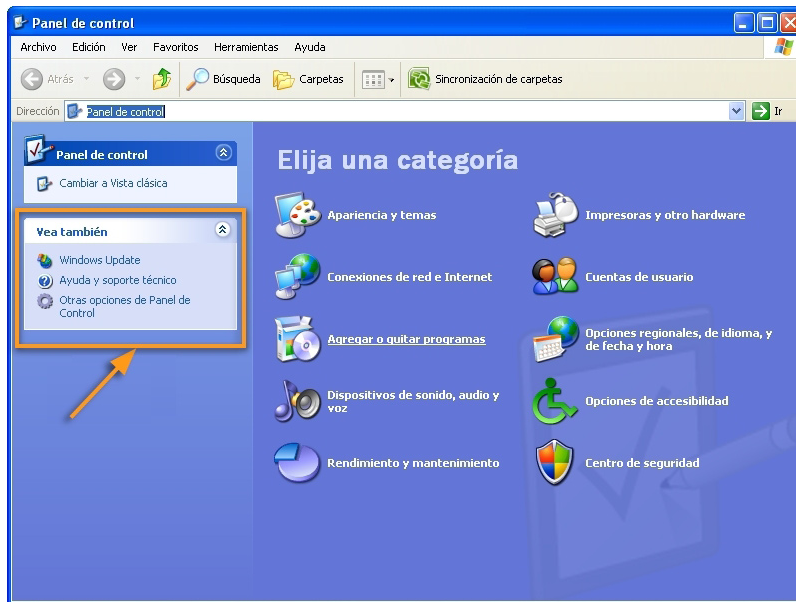 Panel de control
Archivo Edición Ver Favoritos Herramientas Ayuda
Atrás Búsqueda Carpetas Sincronización de carpetas
Dirección Panel de control Ir
Panel de control
Cambiar a Vista clásica
Vea también
Windows Update
Ayuda y soporte técnico
Otras opciones de Panel de
Control
Elija una categoría
Apariencia y temas
Impresoras y otro hardware
Conexiones de red e Internet
Cuentas de usuario
Agregar o quitar programas
Opciones regionales, de idioma, y
de fecha y hora
Dispositivos de sonido, audio y
voz
Opciones de accesibilidad
Rendimiento y mantenimiento
Centro de seguridad